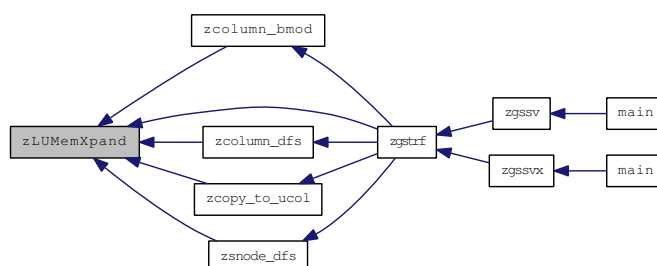 zcolumn_bmod
zLUMemXpand
zcolumn_dfs
zgstrf
zgssv
main
zgssvx
main
zcopy_to_ucol
zsnode_dfs